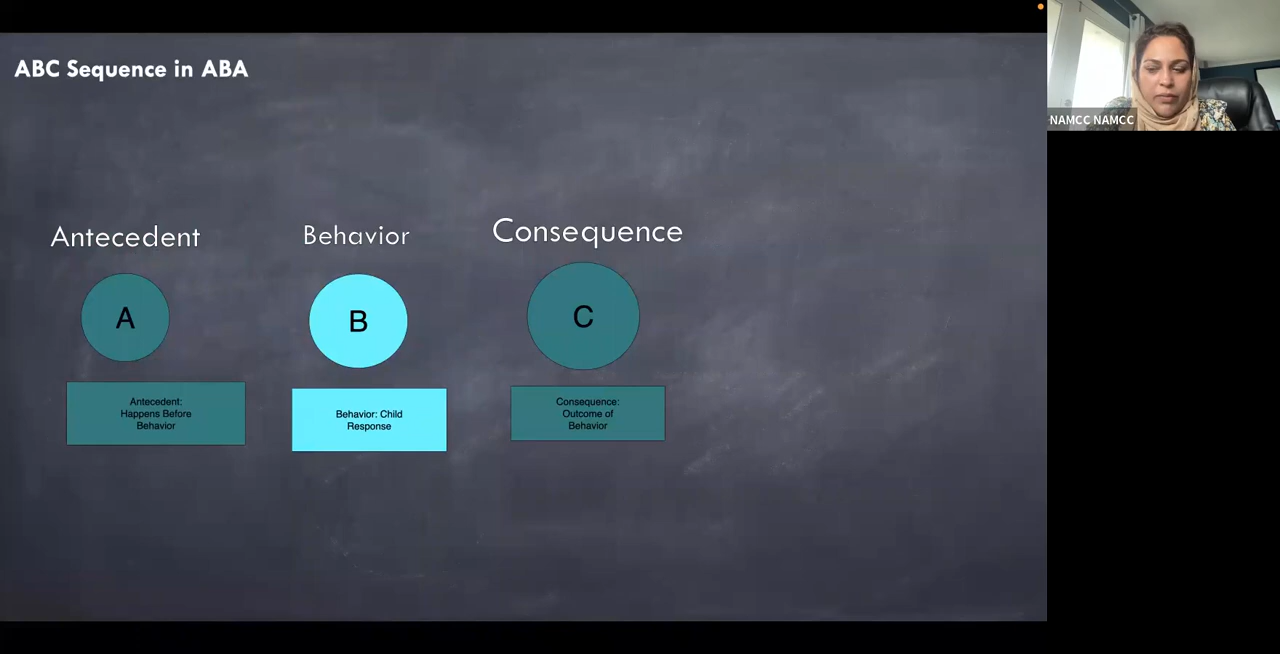 ABC Sequence in ABA
NAMCC NAMCC
Antecedent
Behavior
Consequence
A
B
C
Antecedent:
Happens Before
Behavior
Behavior: Child
Response
Consequence:
Outcome of
Behavior